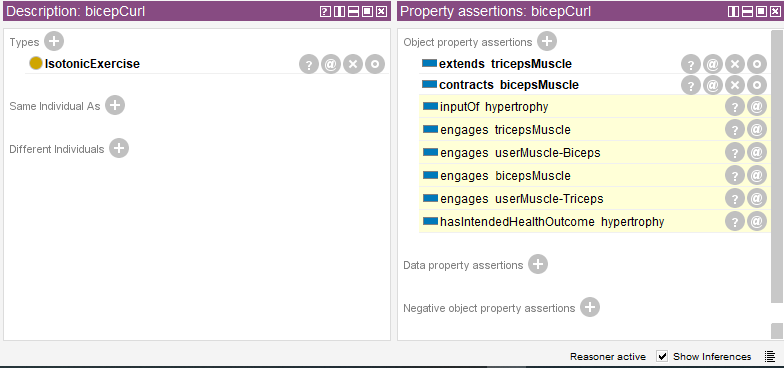 Description: bicepCurl
Types
IsotonicExercise
Same Individual As
Different Individuals
Property assertions: bicepCurl
Object property assertions
extends tricepsMuscle
contracts bicepsMuscle
inputOf hypertrophy
engages tricepsMuscle
engages userMuscle-Biceps
engages bicepsMuscle
engages userMuscle-Triceps
hasIntendedHealthOutcome hypertrophy
Data property assertions
Negative object property assertions
Reasoner active Show Inferences